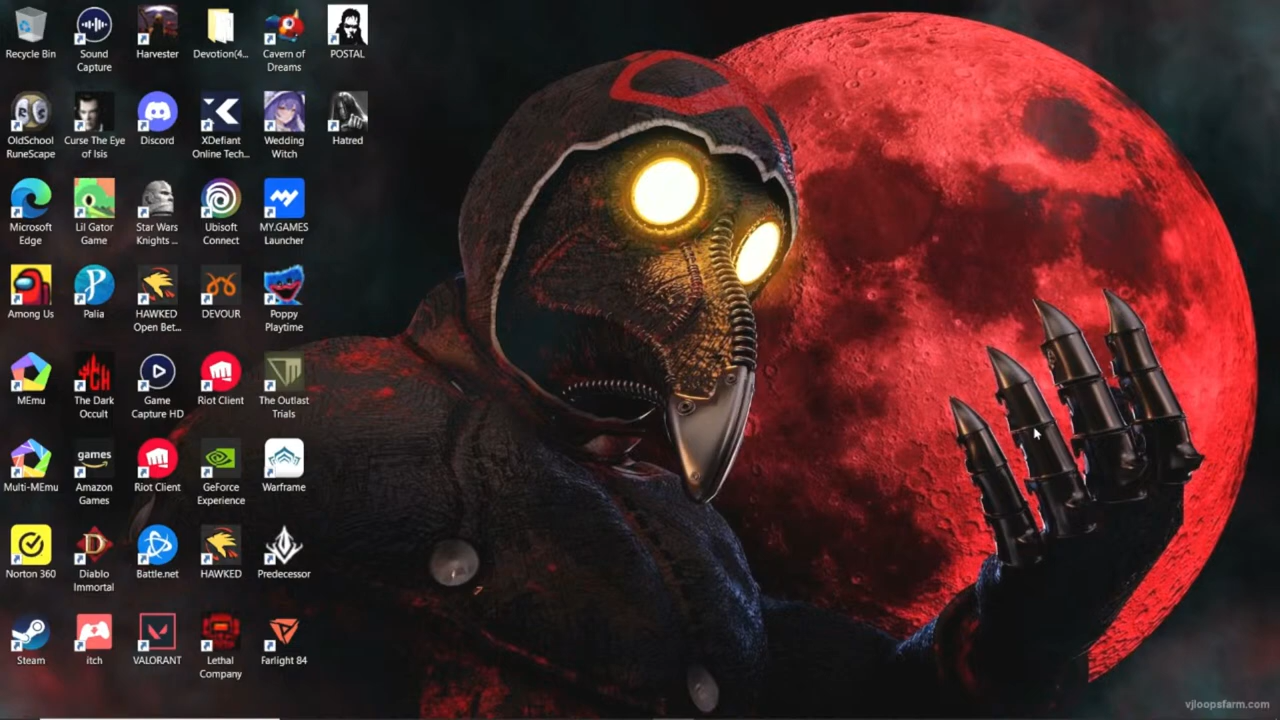 Recycle Bin
Sound
Capture
Harvester
Devotion(4...
Cavern of
Dreams
POSTAL
OldSchool
RuneScape
Curse The Eye
of Isis
Discord
XDefiant
Online Tech...
Wedding
Witch
Hatred
Microsoft
Edge
Lil Gator
Game
Star Wars
Knights ...
Ubisoft
Connect
MY.GAMES
Launcher
Among Us
Palia
HAWKED
Open Bet...
DEVOUR
Poppy
Playtime
MEmu
The Dark
Occult
Game
Capture HD
Riot Client
The Outlast
Trials
Multi-MEmu
games
Amazon
Games
Riot Client
GeForce
Experience
Warframe
Norton 360
Diablo
Immortal
Battle.net
HAWKED
Predecessor
Steam
itch
VALORANT
Lethal
Company
Farlight 84
vjloopsfarm.com